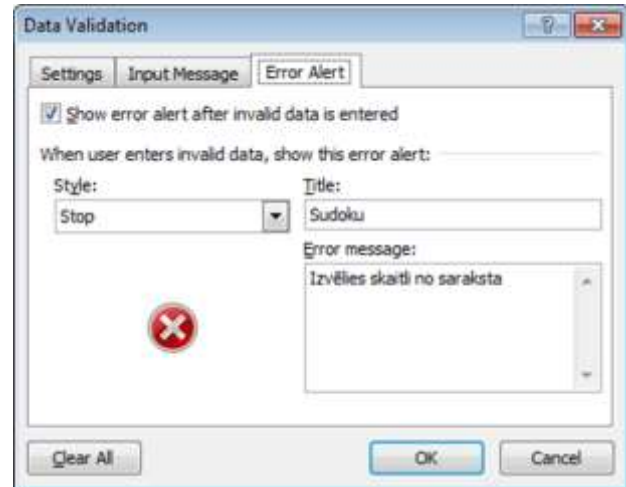 Data Validation
Settings Input Message Error Alert
Show error alert after invalid data is entered
When user enters invalid data, show this error alert:
Style: Title:
Stop Sudoku
Error message:
Izvēlies skaitli no saraksta
Clear All OK Cancel